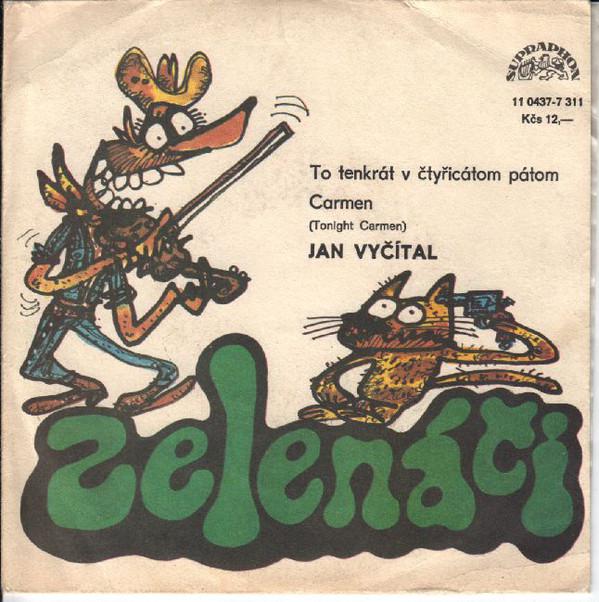 SUPRAPHON
11 0437-7 311
Kčs 12,—
To tenkrát v čtyřicátom pátom
Carmen
(Tonight Carmen)
JAN VYČÍTAL
zelenáči